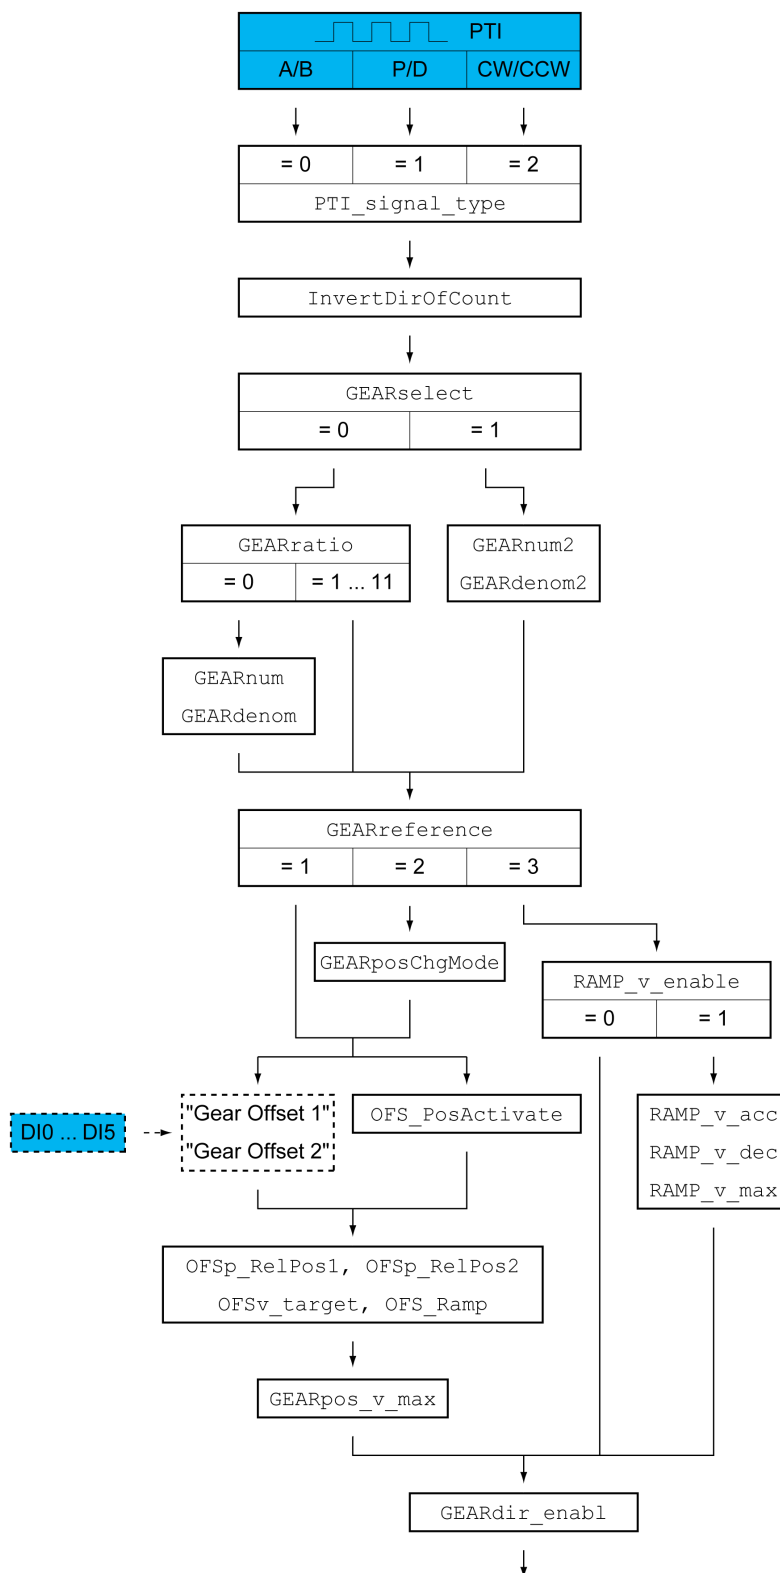 PTI
A/B P/D CW/CCW
= 0 = 1 = 2
PTI_signal_type
InvertDirOfCount
GEARselect
= 0 = 1
GEARratio
= 0 = 1 ... 11
GEARnum2
GEARdenom2
GEARnum
GEARdenom
GEARreference
= 1 = 2 = 3
GEARposChgMode
RAMP_v_enable
= 0 = 1
DI0 ... DI5
"Gear Offset 1"
"Gear Offset 2"
OFS_PosActivate
RAMP_v_acc
RAMP_v_dec
RAMP_v_max
OFSp_RelPos1, OFSp_RelPos2
OFSv_target, OFS_Ramp
GEARpos_v_max
GEARdir_enabl